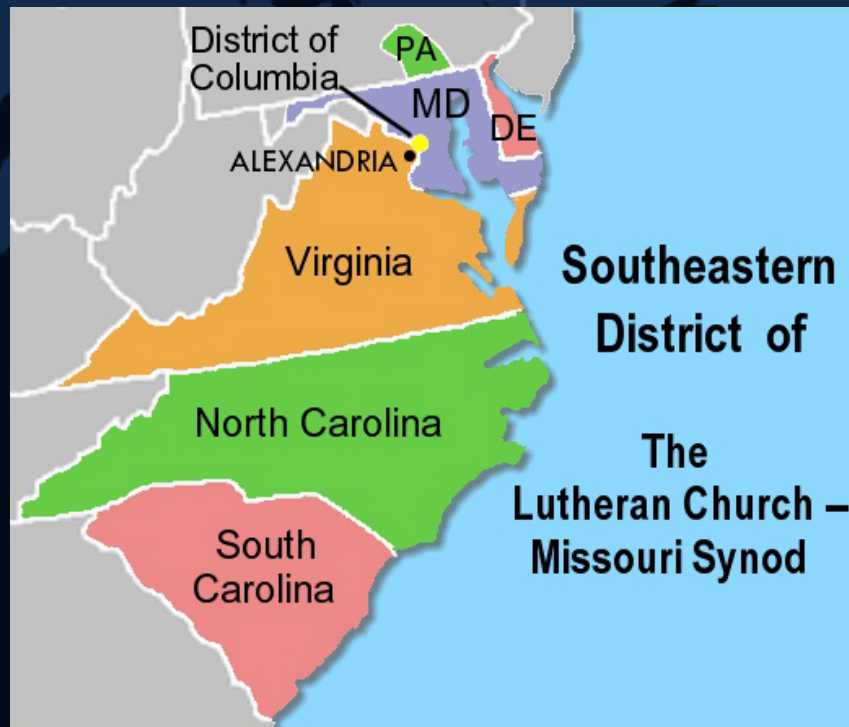 District of
Columbia
PA
MD
DE
ALEXANDRIA
Virginia
North Carolina
South
Carolina
Southeastern
District of
The
Lutheran Church –
Missouri Synod